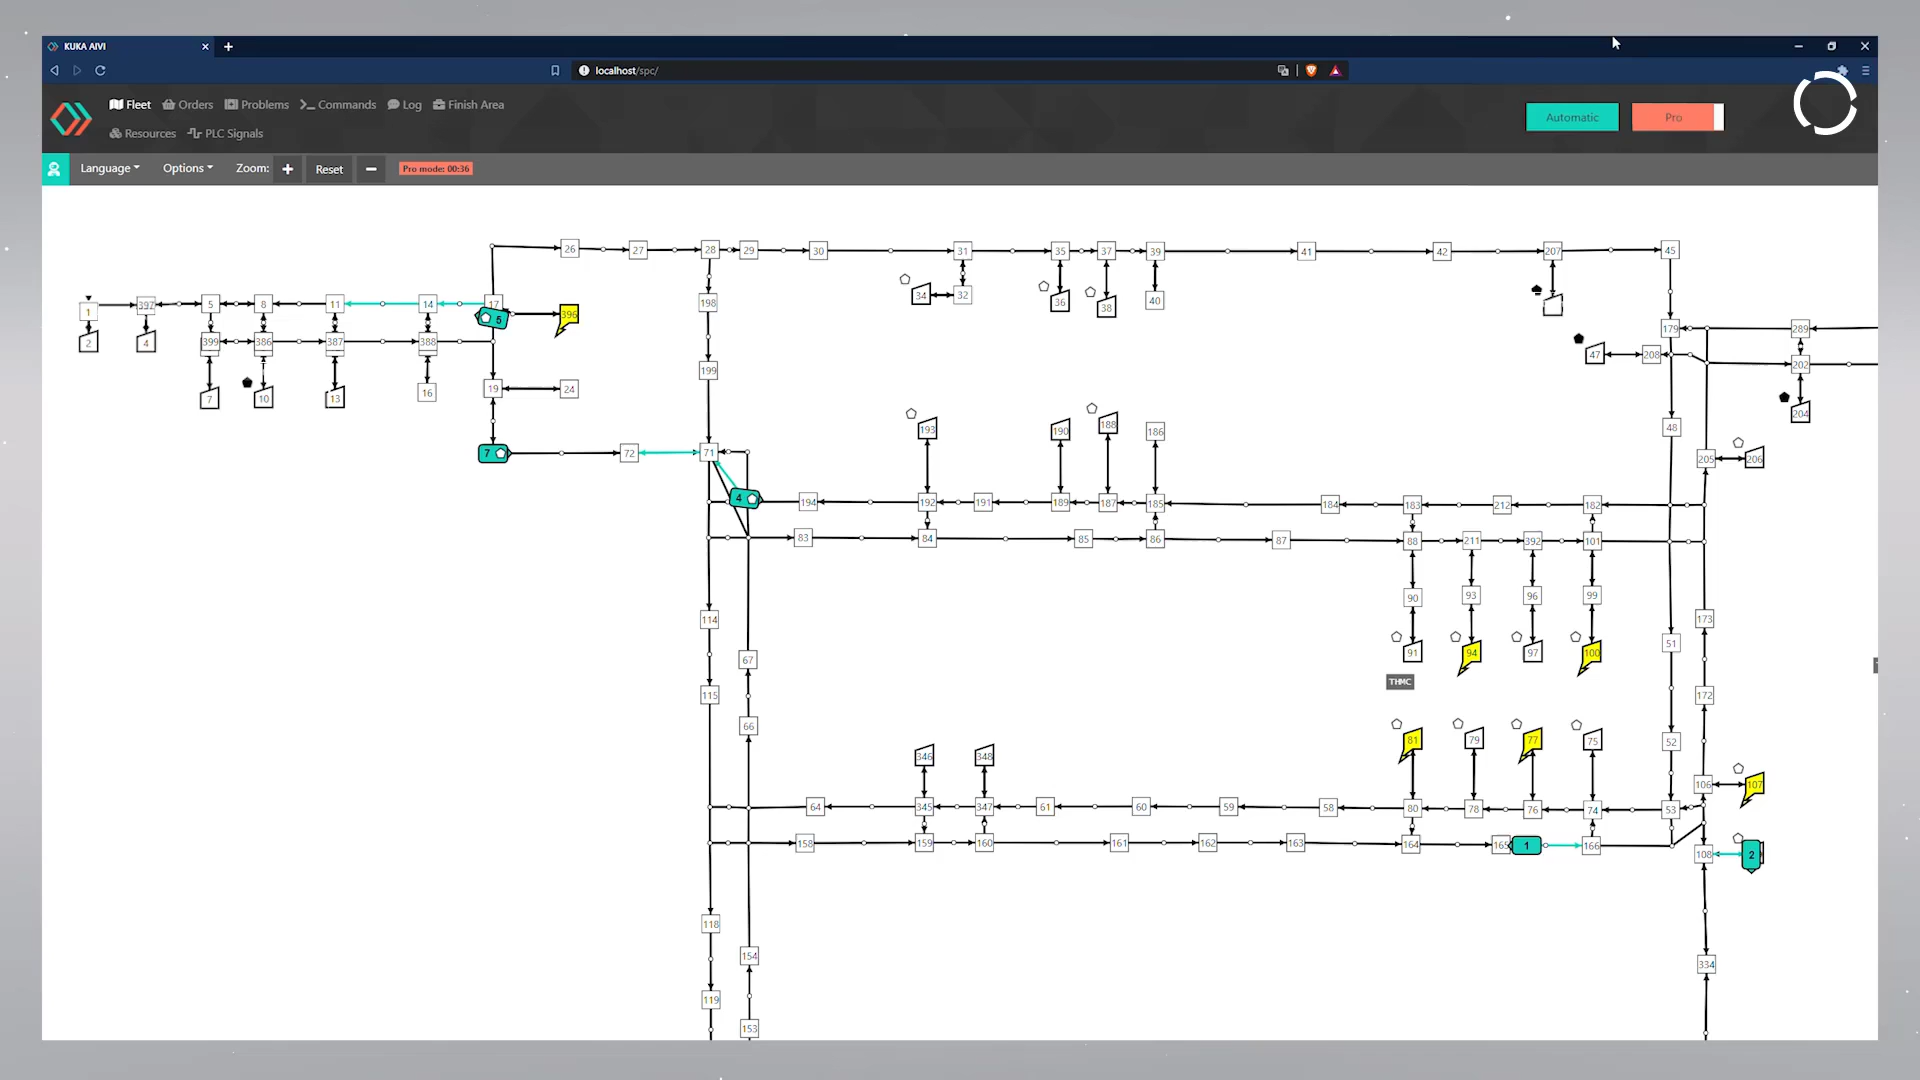 KUKA AIVI
localhost/spc/
Fleet Orders Problems Commands Log Finish Area
Resources PLC Signals
Automatic Pro
Language Options Zoom: + Reset −
Pro mode: 00:36
26 27 28 29 30 31 35 37 39 41 42 207 45
34 32 36 38 40
1 397 5 8 11 14 17 198
5 396
179 289
2 4 399 386 387 388
47 208 202
199
7 10 13 16 19 24
204
193 190 188 186 48
7 72 71
205 206
4 194 192 191 189 187 185 184 183 212 182
83 84 85 86 87 88 211 392 101
90 93 96 99
114 173
67 91 94 97 100 51
THMC
115 172
66 81 79 77 75 52
346 348
106 107
64 345 347 61 60 59 58 80 78 76 74 53
158 159 160 161 162 163 164 165 1 166
108 2
118
154 334
119
153